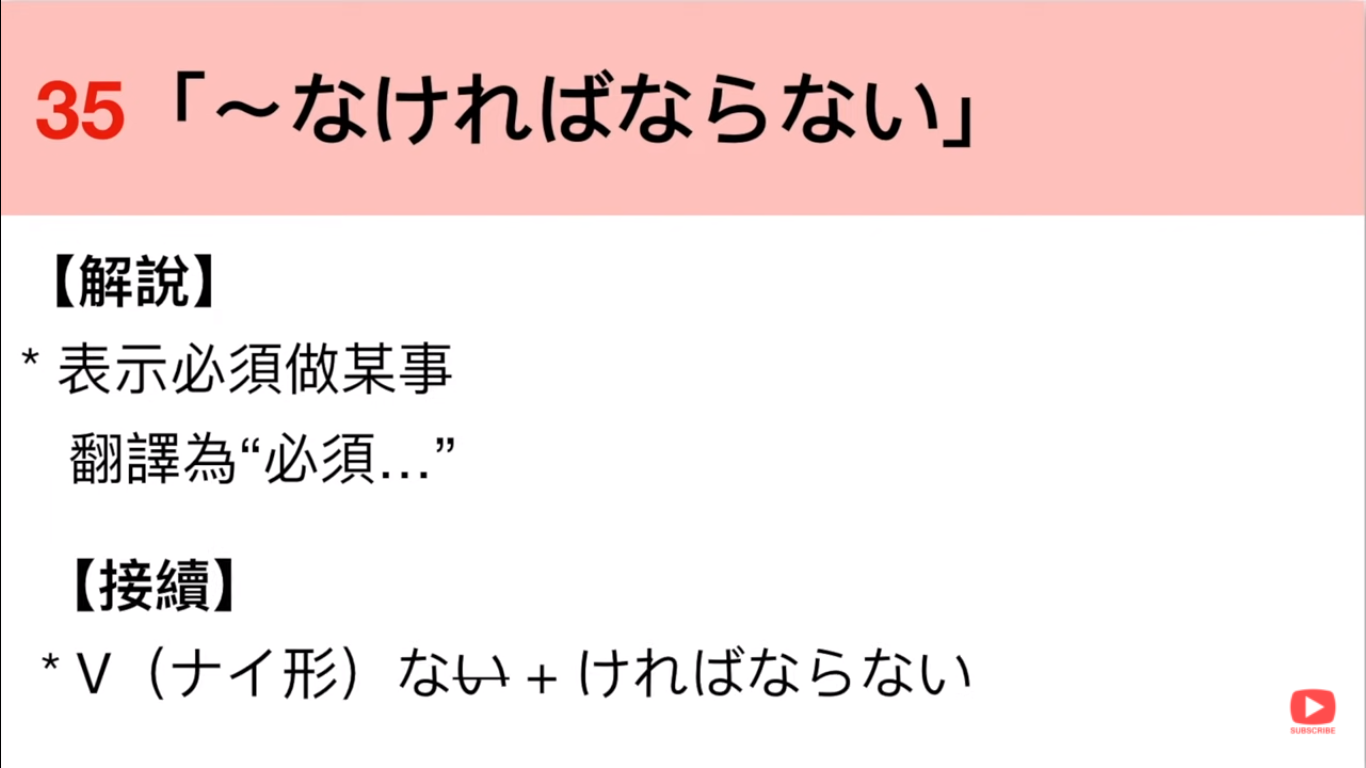 35「～なければならない」
【解説】
* 表示必須做某事
翻譯為“必須…”
【接續】
* V（ナイ形）ない + ければならない
SUBSCRIBE